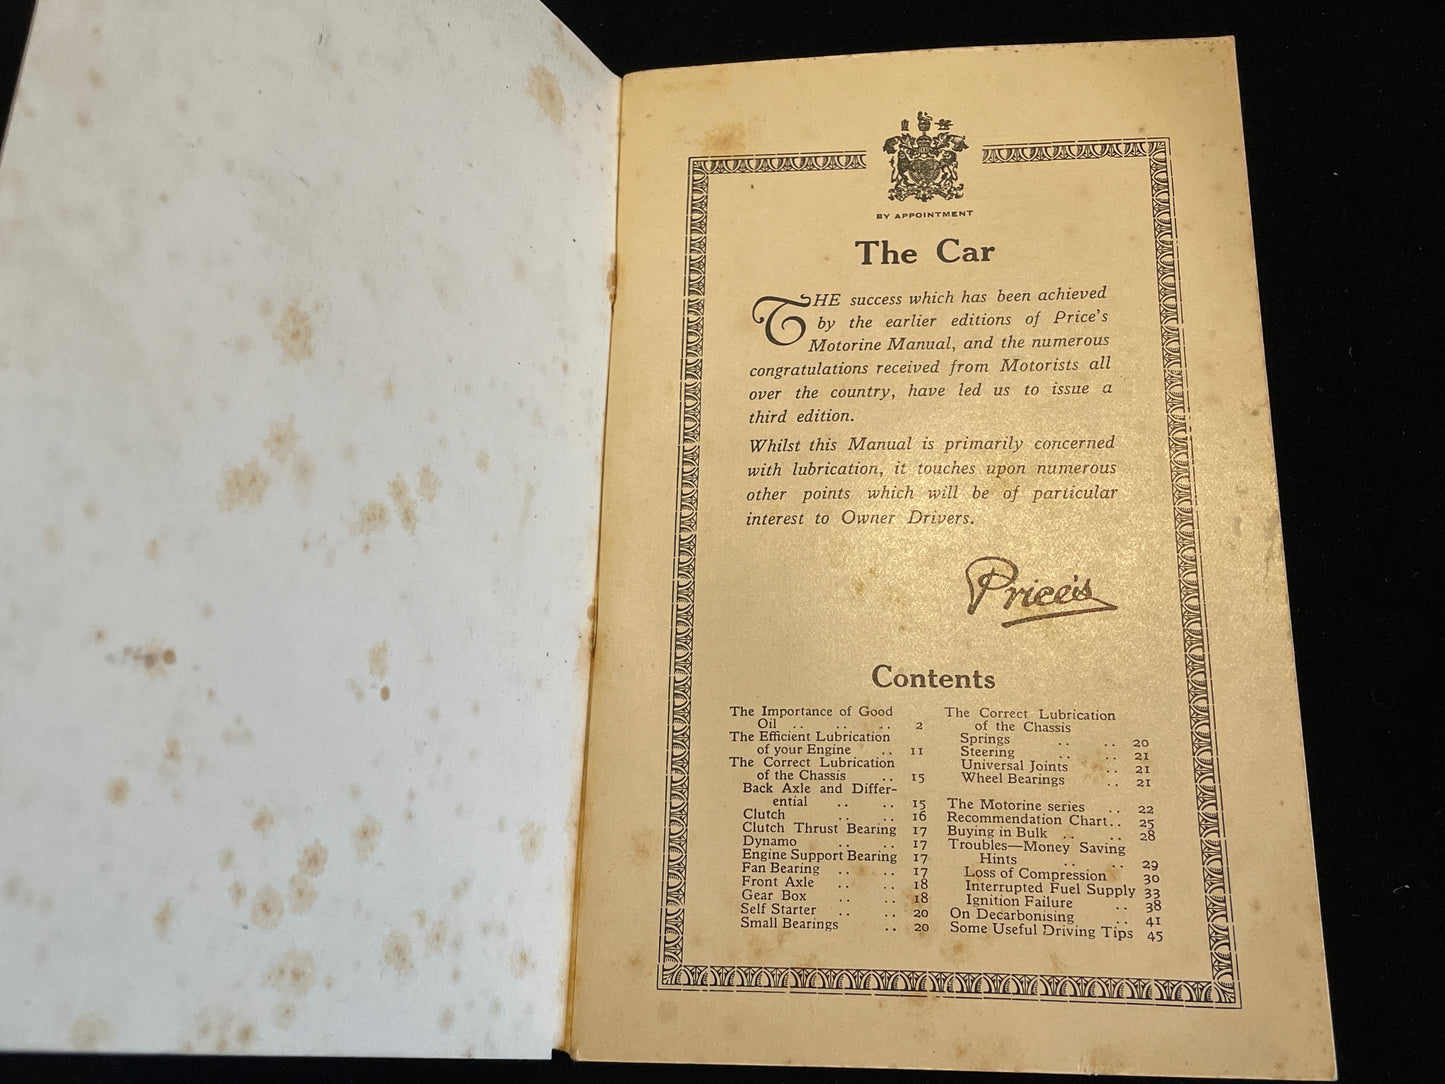 BY APPOINTMENT
The Car
THE success which has been achieved
by the earlier editions of Price's
Motorine Manual, and the numerous
congratulations received from Motorists all
over the country, have led us to issue a
third edition.
Whilst this Manual is primarily concerned
with lubrication, it touches upon numerous
other points which will be of particular
interest to Owner Drivers.
Price's
Contents
The Importance of Good
Oil .. .. .. 2
The Efficient Lubrication
of your Engine .. 11
The Correct Lubrication
of the Chassis .. 15
Back Axle and Differ-
ential .. .. 15
Clutch .. .. 16
Clutch Thrust Bearing 17
Dynamo .. .. 17
Engine Support Bearing 17
Fan Bearing .. .. 17
Front Axle .. .. 18
Gear Box .. .. 18
Self Starter .. .. 20
Small Bearings .. 20
The Correct Lubrication
of the Chassis
Springs .. .. 20
Steering .. .. 21
Universal Joints .. 21
Wheel Bearings .. 21
The Motorine series .. 22
Recommendation Chart.. 25
Buying in Bulk .. .. 28
Troubles—Money Saving
Hints .. .. 29
Loss of Compression 30
Interrupted Fuel Supply 33
Ignition Failure .. 38
On Decarbonising .. 41
Some Useful Driving Tips 45